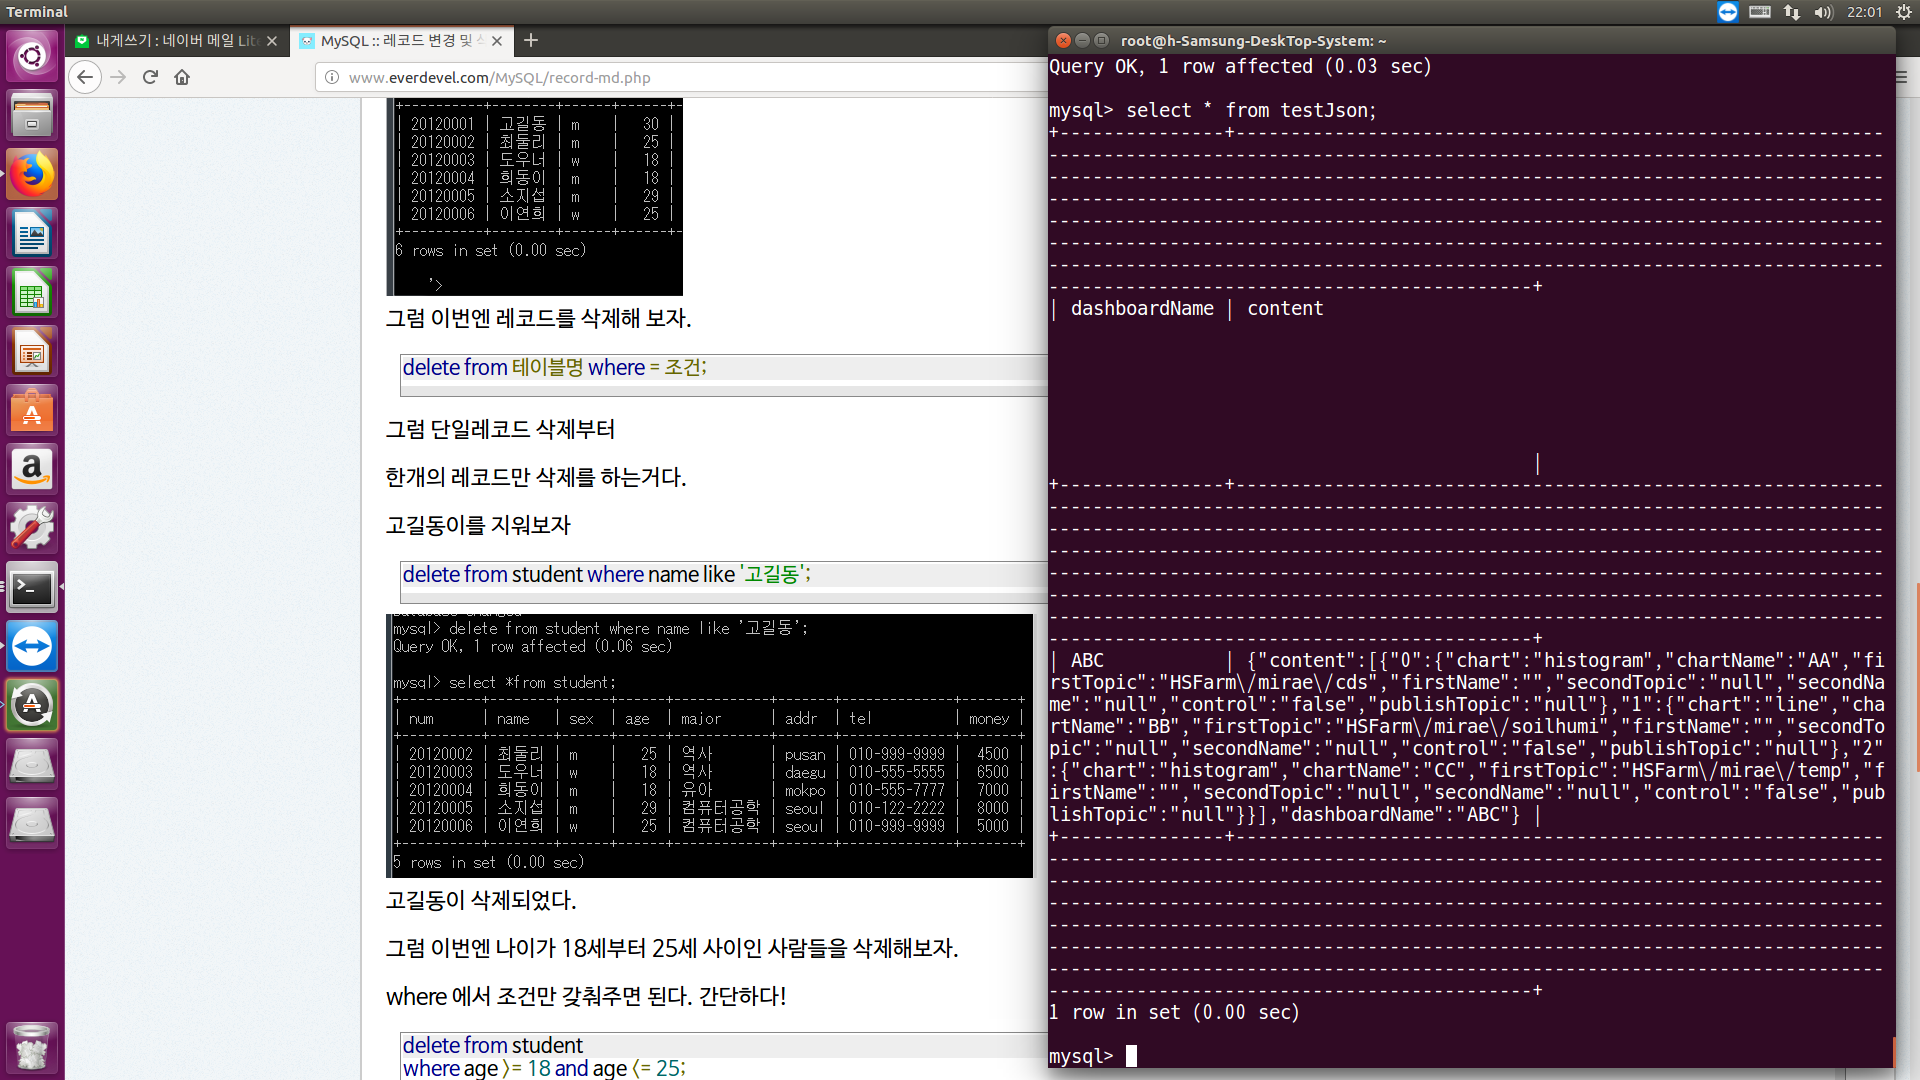 Terminal
22:01
내게쓰기 : 네이버 메일 Lite
MySQL :: 레코드 변경 및
www.everdevel.com/MySQL/record-md.php
+----------+-------+------+------+-
| 20120001 | 고길동 | m | 30 |
| 20120002 | 최둘리 | m | 25 |
| 20120003 | 도우너 | w | 18 |
| 20120004 | 희동이 | m | 18 |
| 20120005 | 소지섭 | m | 29 |
| 20120006 | 이연희 | w | 25 |
+----------+-------+------+------+-
6 rows in set (0.00 sec)
'>
그럼 이번엔 레코드를 삭제해 보자.
delete from 테이블명 where = 조건;
그럼 단일레코드 삭제부터
한개의 레코드만 삭제를 하는거다.
고길동이를 지워보자
delete from student where name like '고길동';
mysql> delete from student where name like '고길동';
Query OK, 1 row affected (0.06 sec)
mysql> select *from student;
| num | name | sex | age | major | addr | tel | money |
| 20120002 | 최둘리 | m | 25 | 역사 | pusan | 010-999-9999 | 4500 |
| 20120003 | 도우너 | w | 18 | 역사 | daegu | 010-555-5555 | 6500 |
| 20120004 | 희동이 | m | 18 | 유아 | mokpo | 010-555-7777 | 7000 |
| 20120005 | 소지섭 | m | 29 | 컴퓨터공학 | seoul | 010-122-2222 | 8000 |
| 20120006 | 이연희 | w | 25 | 컴퓨터공학 | seoul | 010-999-9999 | 5000 |
5 rows in set (0.00 sec)
고길동이 삭제되었다.
그럼 이번엔 나이가 18세부터 25세 사이인 사람들을 삭제해보자.
where 에서 조건만 갖춰주면 된다. 간단하다!
delete from student
where age >= 18 and age <= 25;
root@h-Samsung-DeskTop-System: ~
Query OK, 1 row affected (0.03 sec)
mysql> select * from testJson;
| dashboardName | content
|
| ABC | {"content":[{"0":{"chart":"histogram","chartName":"AA","fi
rstTopic":"HSFarm\/mirae\/cds","firstName":"","secondTopic":"null","secondNa
me":"null","control":"false","publishTopic":"null"},"1":{"chart":"line","cha
rtName":"BB","firstTopic":"HSFarm\/mirae\/soilhumi","firstName":"","secondTo
pic":"null","secondName":"null","control":"false","publishTopic":"null"},"2"
:{"chart":"histogram","chartName":"CC","firstTopic":"HSFarm\/mirae\/temp","f
irstName":"","secondTopic":"null","secondName":"null","control":"false","pub
lishTopic":"null"}}],"dashboardName":"ABC"} |
1 row in set (0.00 sec)
mysql>